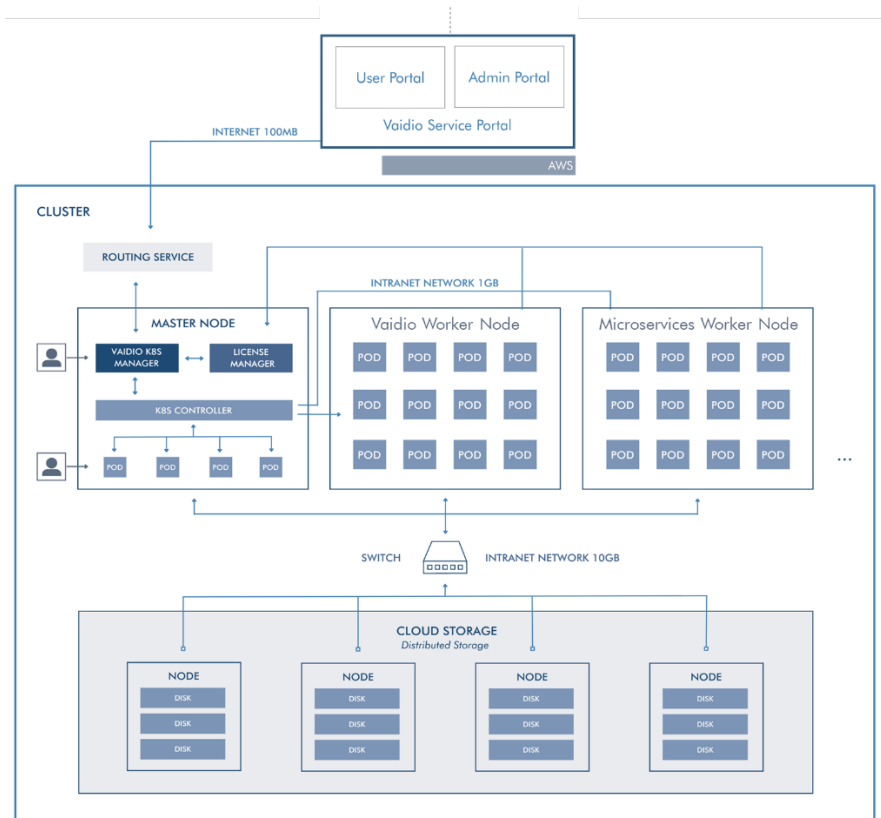 User Portal
Admin Portal
Vaidio Service Portal
INTERNET 100MB
AWS
CLUSTER
ROUTING SERVICE
INTRANET NETWORK 1GB
MASTER NODE
VAIDIO K8S
MANAGER
LICENSE
MANAGER
K8S CONTROLLER
POD POD POD POD
Vaidio Worker Node
POD POD POD POD
POD POD POD POD
POD POD POD POD
Microservices Worker Node
POD POD POD POD
POD POD POD POD
POD POD POD POD
...
SWITCH
INTRANET NETWORK 10GB
CLOUD STORAGE
Distributed Storage
NODE
DISK
DISK
DISK
NODE
DISK
DISK
DISK
NODE
DISK
DISK
DISK
NODE
DISK
DISK
DISK